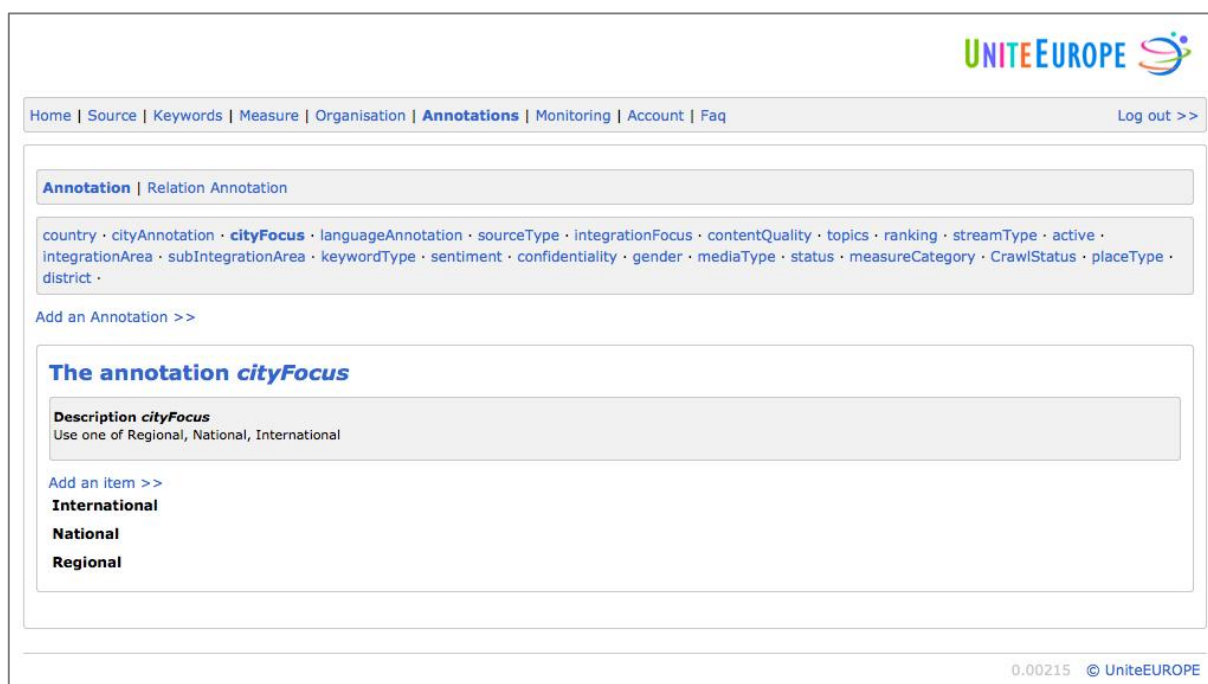 UNITEEUROPE
Home | Source | Keywords | Measure | Organisation | Annotations | Monitoring | Account | Faq Log out >>
Annotation | Relation Annotation
country · cityAnnotation · cityFocus · languageAnnotation · sourceType · integrationFocus · contentQuality · topics · ranking · streamType · active ·
integrationArea · subIntegrationArea · keywordType · sentiment · confidentiality · gender · mediaType · status · measureCategory · CrawlStatus · placeType ·
district ·
Add an Annotation >>
The annotation cityFocus
Description cityFocus
Use one of Regional, National, International
Add an item >>
International
National
Regional
0.00215 © UniteEUROPE